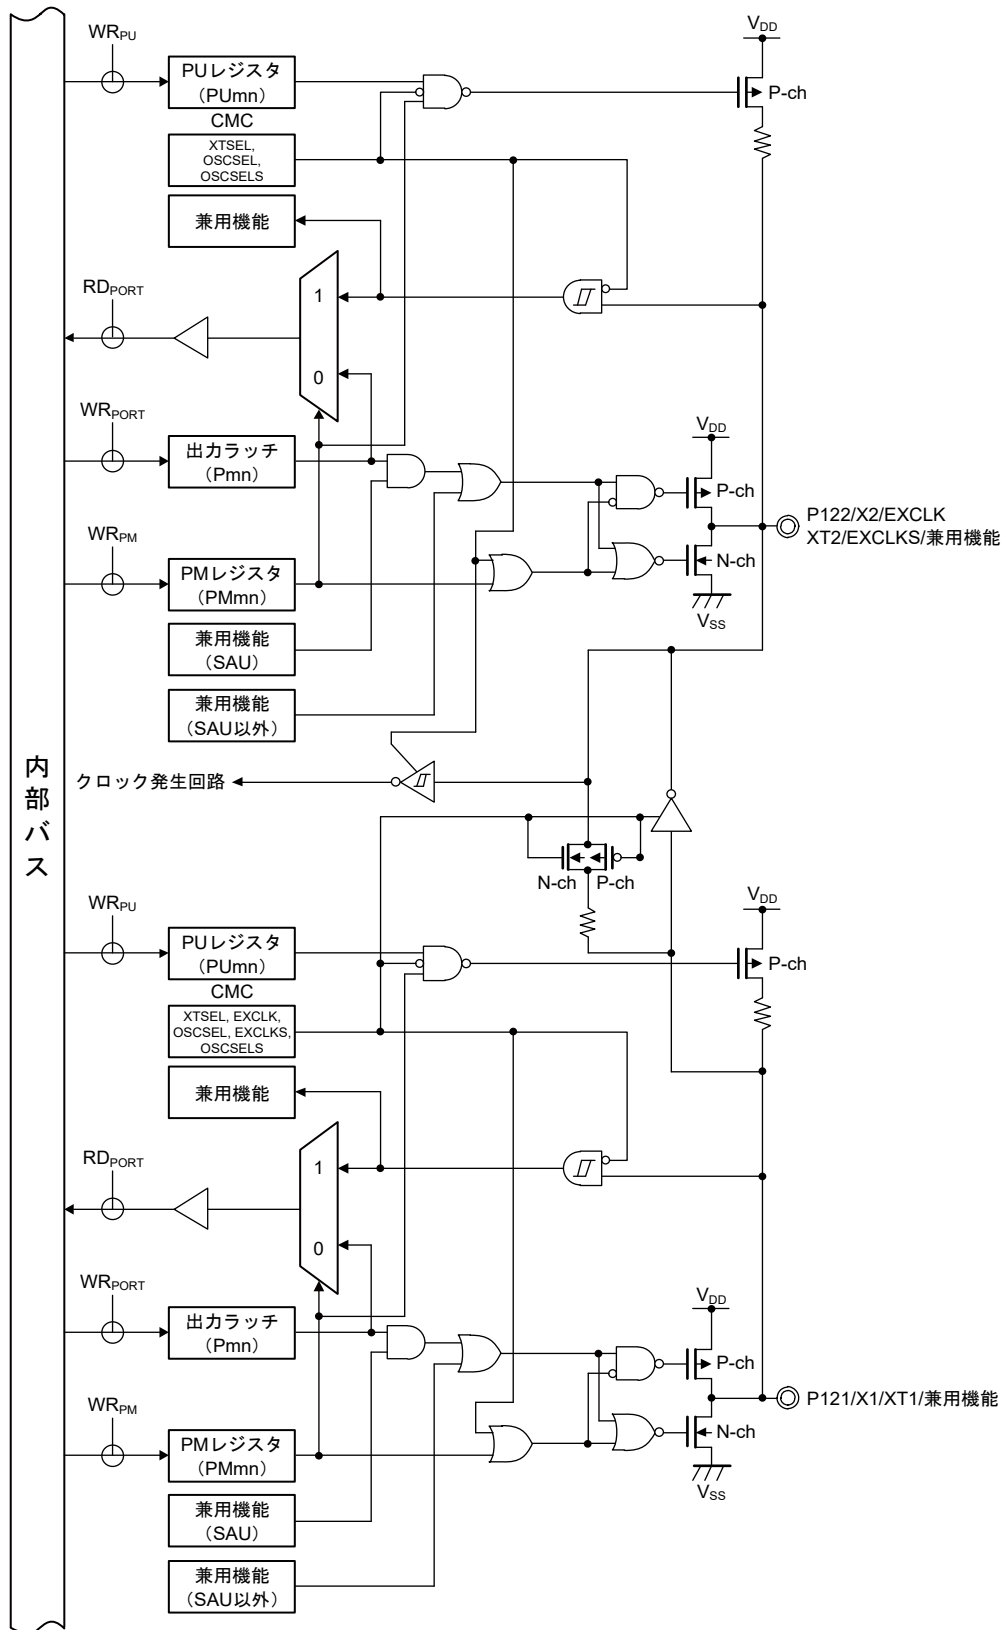 WRPU
PUレジスタ
(PUmn)
CMC
XTSEL,
OSCSEL,
OSCSELS
兼用機能
VDD
P-ch
RDPORT
1
0
WRPORT
出力ラッチ
(Pmn)
WRPM
PMレジスタ
(PMmn)
兼用機能
(SAU)
兼用機能
(SAU以外)
VDD
P-ch
N-ch
VSS
P122/X2/EXCLK
XT2/EXCLKS/兼用機能
内部バス
クロック発生回路
N-ch
P-ch
WRPU
PUレジスタ
(PUmn)
CMC
XTSEL, EXCLK,
OSCSEL, EXCLKS,
OSCSELS
兼用機能
VDD
P-ch
RDPORT
1
0
WRPORT
出力ラッチ
(Pmn)
WRPM
PMレジスタ
(PMmn)
兼用機能
(SAU)
兼用機能
(SAU以外)
VDD
P-ch
N-ch
VSS
P121/X1/XT1/兼用機能